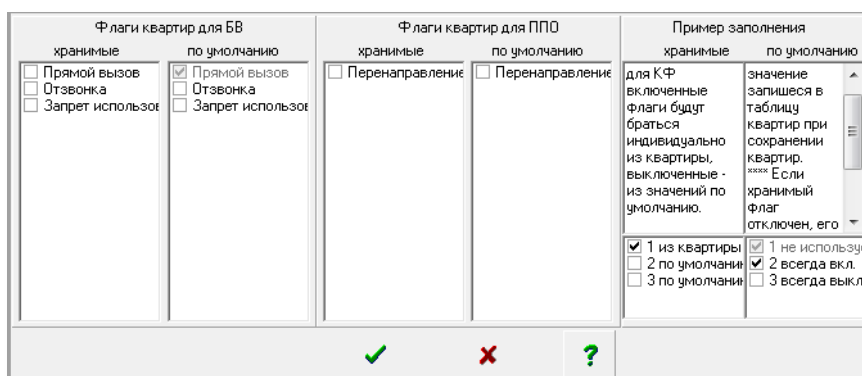 Флаги квартир для БВ
хранимые по умолчанию
Прямой вызов
Отзвонка
Запрет использов
Прямой вызов
Отзвонка
Запрет использов
Флаги квартир для ППО
хранимые по умолчанию
Перенаправление
Перенаправление
Пример заполнения
хранимые по умолчанию
для КФ
включенные
флаги будут
браться
индивидуально
из квартиры,
выключенные -
из значений по
умолчанию.
значение
запишеся в
таблицу
квартир при
сохранении
квартир.
**** Если
хранимый
флаг
отключен, его
1 из квартиры
2 по умолчани
3 по умолчани
1 не использу
2 всегда вкл.
3 всегда выкл
?